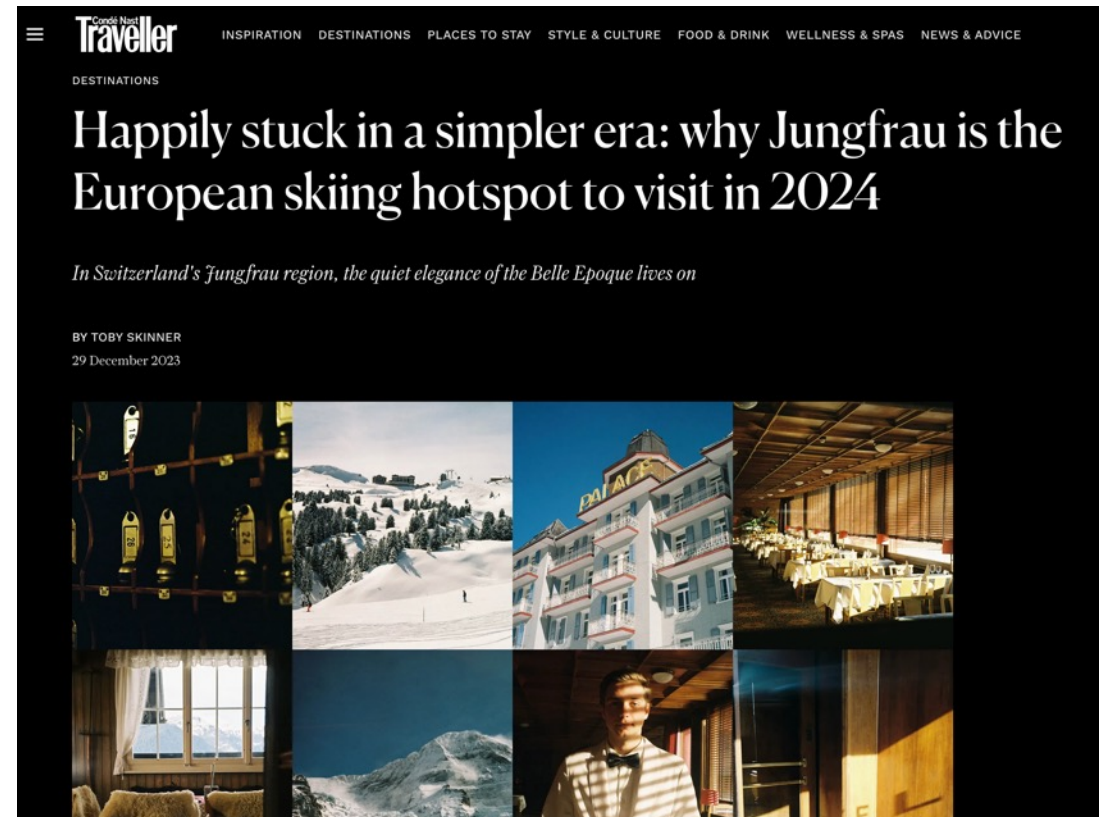 Condé Nast
Traveller
INSPIRATION DESTINATIONS PLACES TO STAY STYLE & CULTURE FOOD & DRINK WELLNESS & SPAS NEWS & ADVICE
DESTINATIONS
Happily stuck in a simpler era: why Jungfrau is the
European skiing hotspot to visit in 2024
In Switzerland's Jungfrau region, the quiet elegance of the Belle Epoque lives on
BY TOBY SKINNER
29 December 2023
PALACE